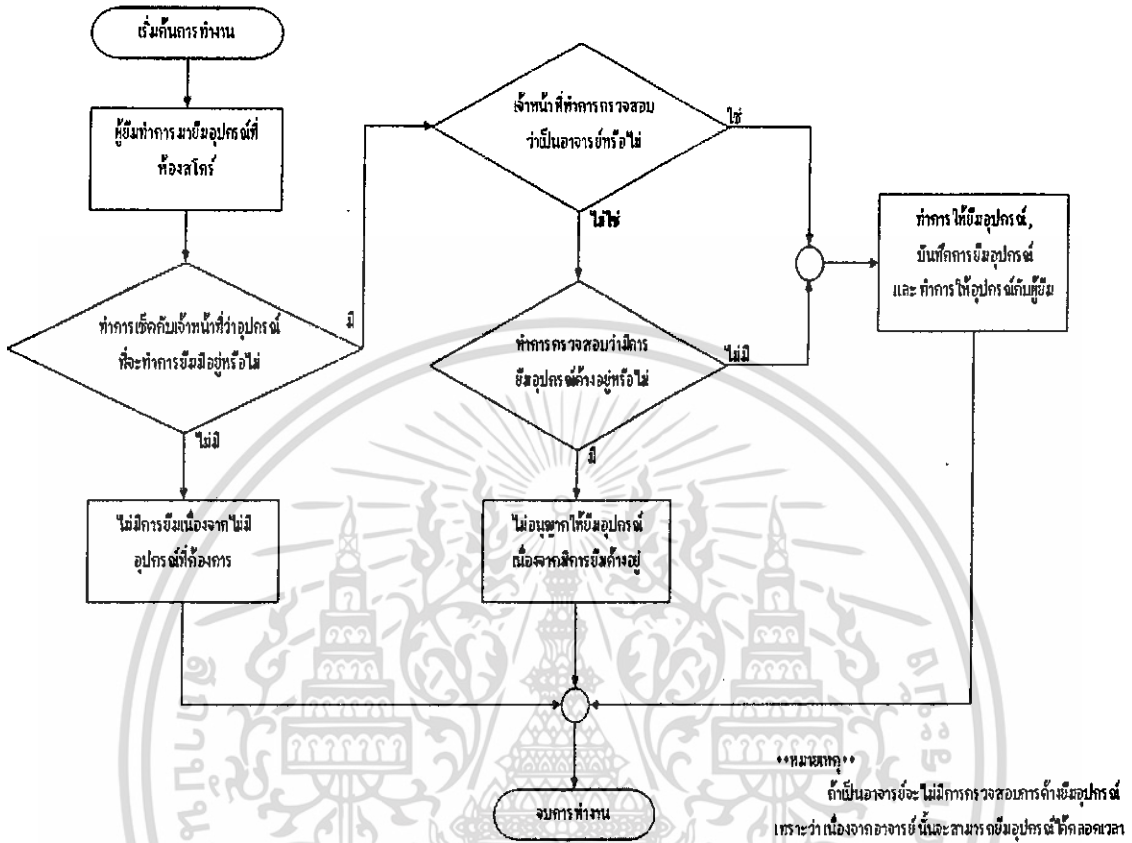 เริ่มต้นการทำงาน
ผู้ยืมทำการมายืมอุปกรณ์ที่
ห้องสโตร์
ทำการเช็คกับเจ้าหน้าที่ว่าอุปกรณ์
ที่จะทำการยืมมีอยู่หรือไม่
มี
ไม่มี
ไม่มีการยืมเนื่องจากไม่มี
อุปกรณ์ที่ต้องการ
เจ้าหน้าที่ทำการตรวจสอบ
ว่าเป็นอาจารย์หรือไม่
ใช่
ไม่ใช่
ทำการตรวจสอบว่ามีการ
ยืมอุปกรณ์ค้างอยู่หรือไม่
ไม่มี
มี
ไม่อนุญาตให้ยืมอุปกรณ์
เนื่องจากมีการยืมค้างอยู่
ทำการให้ยืมอุปกรณ์,
บันทึกการยืมอุปกรณ์
และ ทำการให้อุปกรณ์กับผู้ยืม
จบการทำงาน
**หมายเหตุ**
ถ้าเป็นอาจารย์จะไม่มีการตรวจสอบการค้างยืมอุปกรณ์
เพราะว่าเนื่องจากอาจารย์นั้นจะสามารถยืมอุปกรณ์ได้ตลอดเวลา